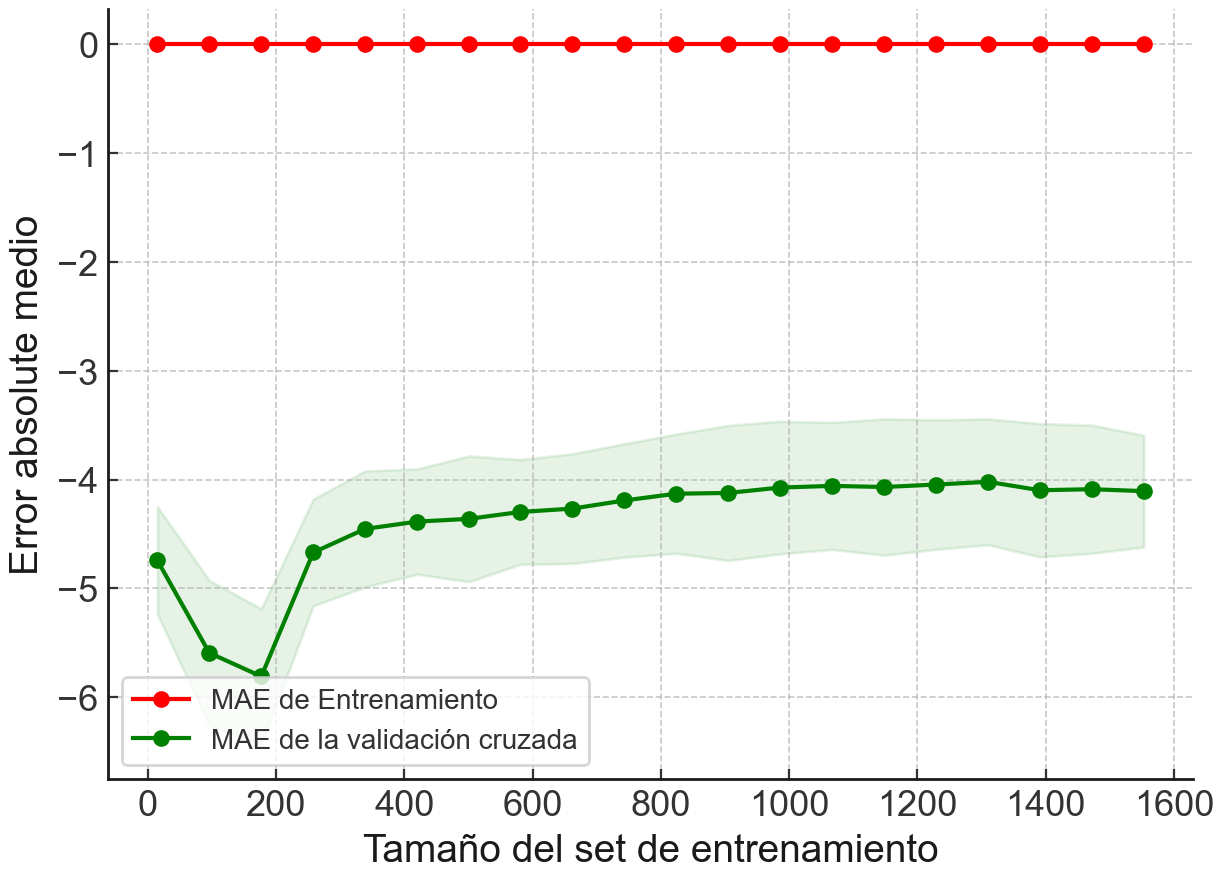 0
−1
−2
−3
−4
−5
−6
Error absolute medio
MAE de Entrenamiento
MAE de la validación cruzada
0 200 400 600 800 1000 1200 1400 1600
Tamaño del set de entrenamiento